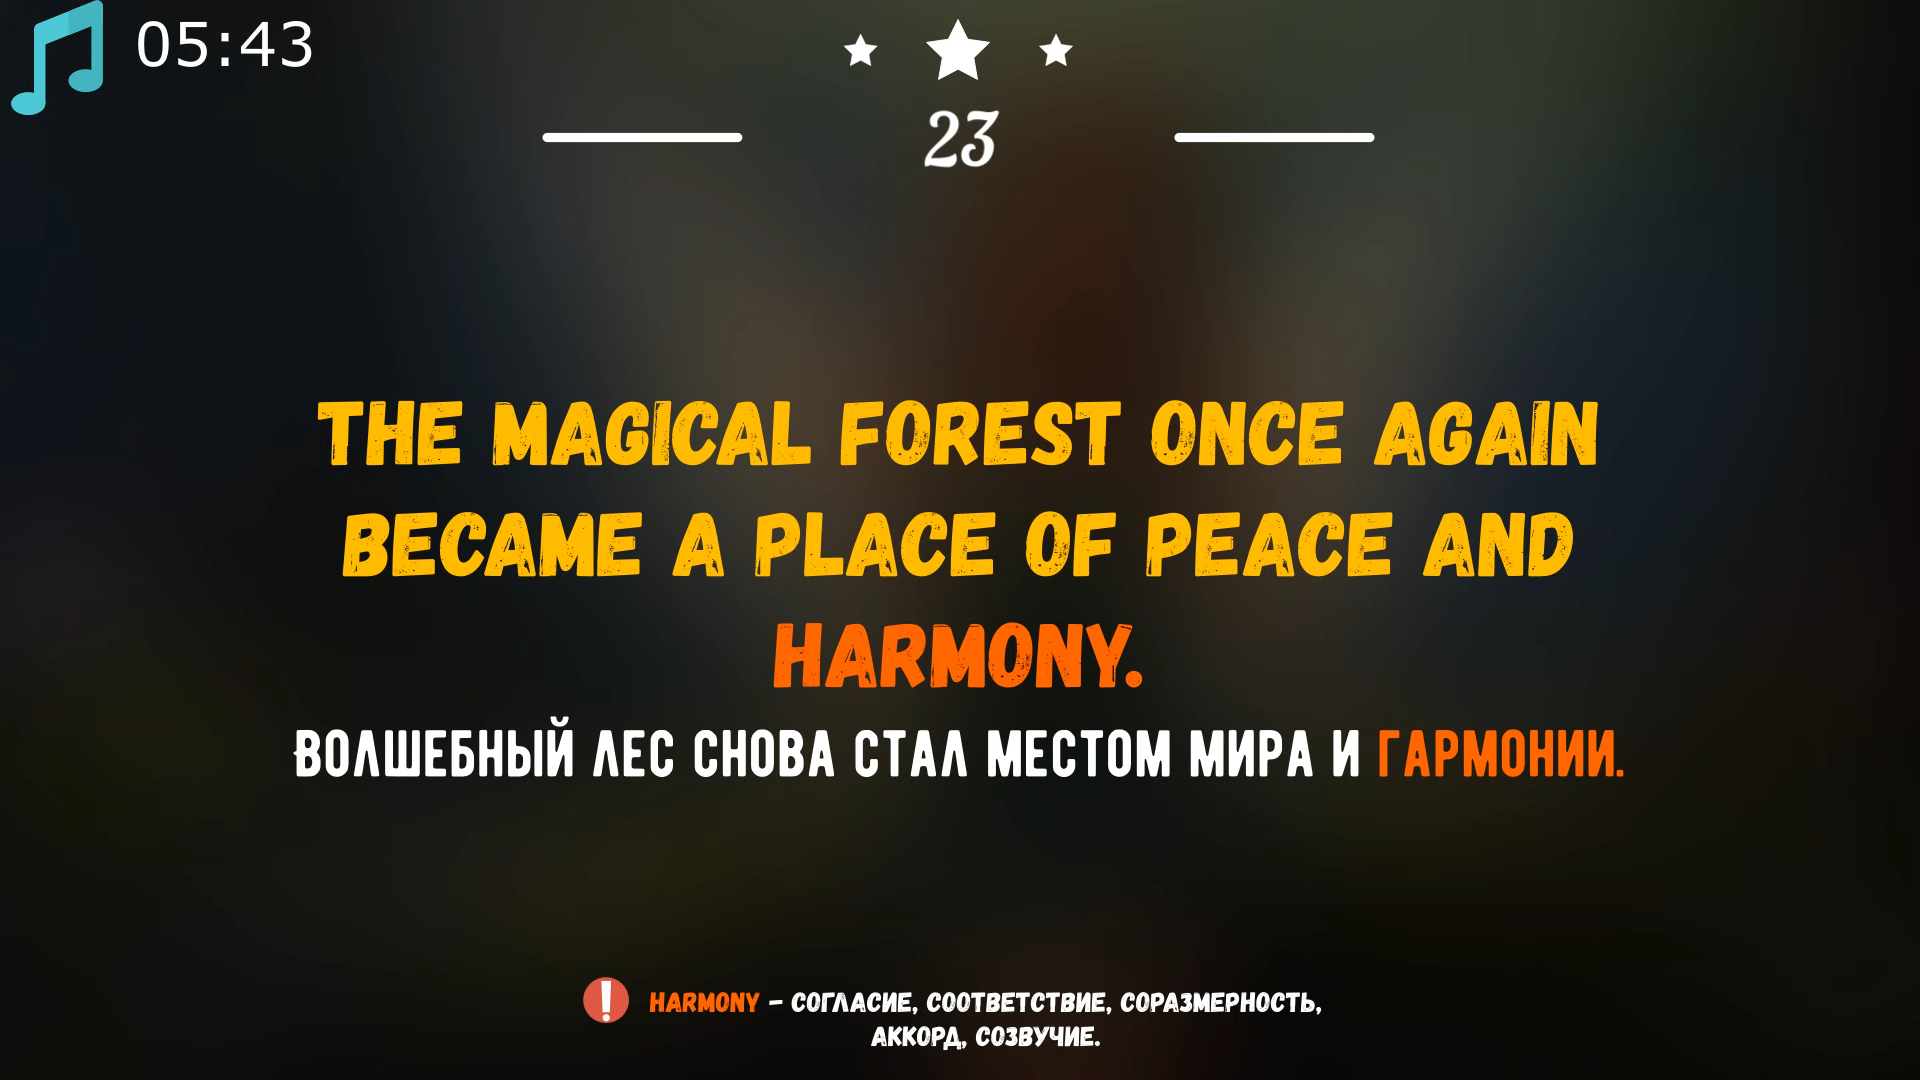 05:43
23
THE MAGICAL FOREST ONCE AGAIN
BECAME A PLACE OF PEACE AND
HARMONY.
ВОЛШЕБНЫЙ ЛЕС СНОВА СТАЛ МЕСТОМ МИРА И ГАРМОНИИ.
HARMONY – СОГЛАСИЕ, СООТВЕТСТВИЕ, СОРАЗМЕРНОСТЬ,
АККОРД, СОЗВУЧИЕ.